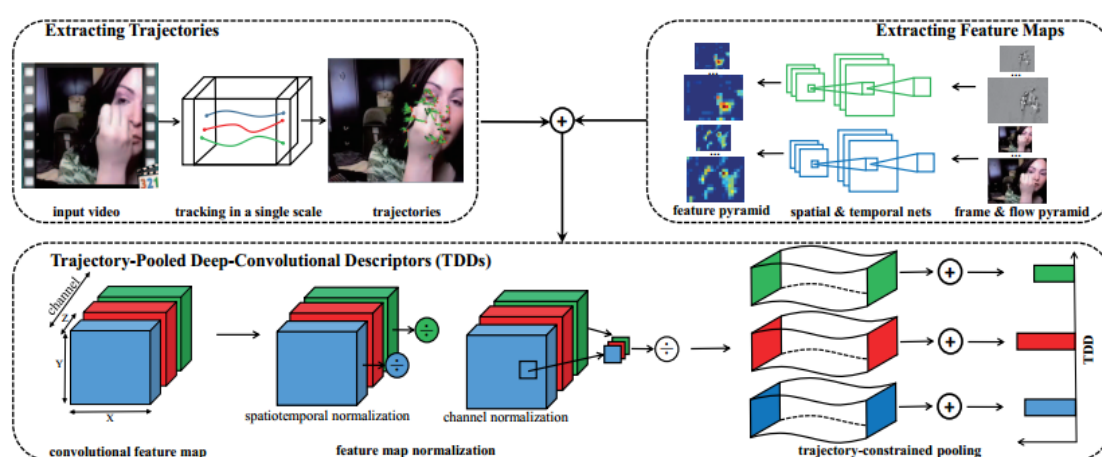 Extracting Trajectories
321
input video
tracking in a single scale
trajectories
Extracting Feature Maps
...
...
...
...
feature pyramid
spatial & temporal nets
frame & flow pyramid
Trajectory-Pooled Deep-Convolutional Descriptors (TDDs)
channel
Z
Y
X
convolutional feature map
spatiotemporal normalization
channel normalization
feature map normalization
trajectory-constrained pooling
TDD